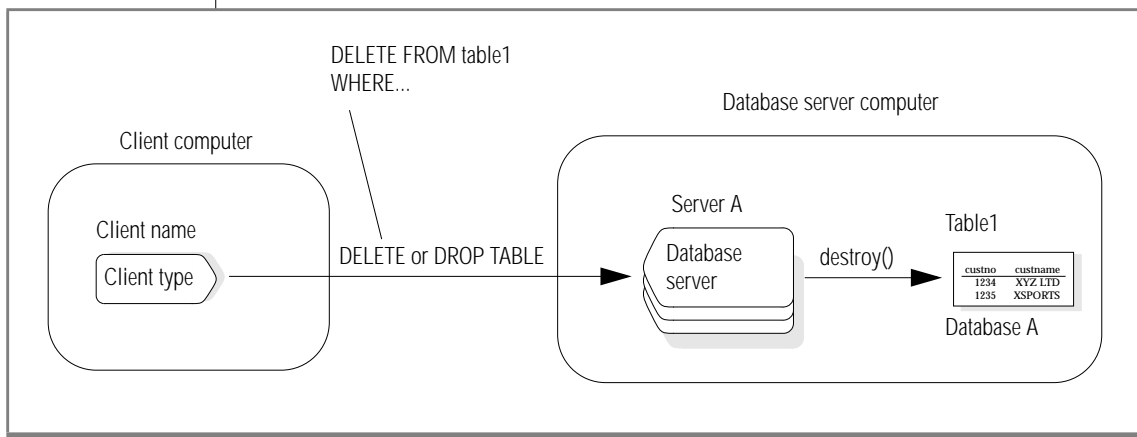 DELETE FROM table1
WHERE...
Database server computer
Client computer
Server A
Client name
Table1
DELETE or DROP TABLE
Database
server
destroy()
Client type
custno custname
1234 XYZ LTD
1235 XSPORTS
Database A